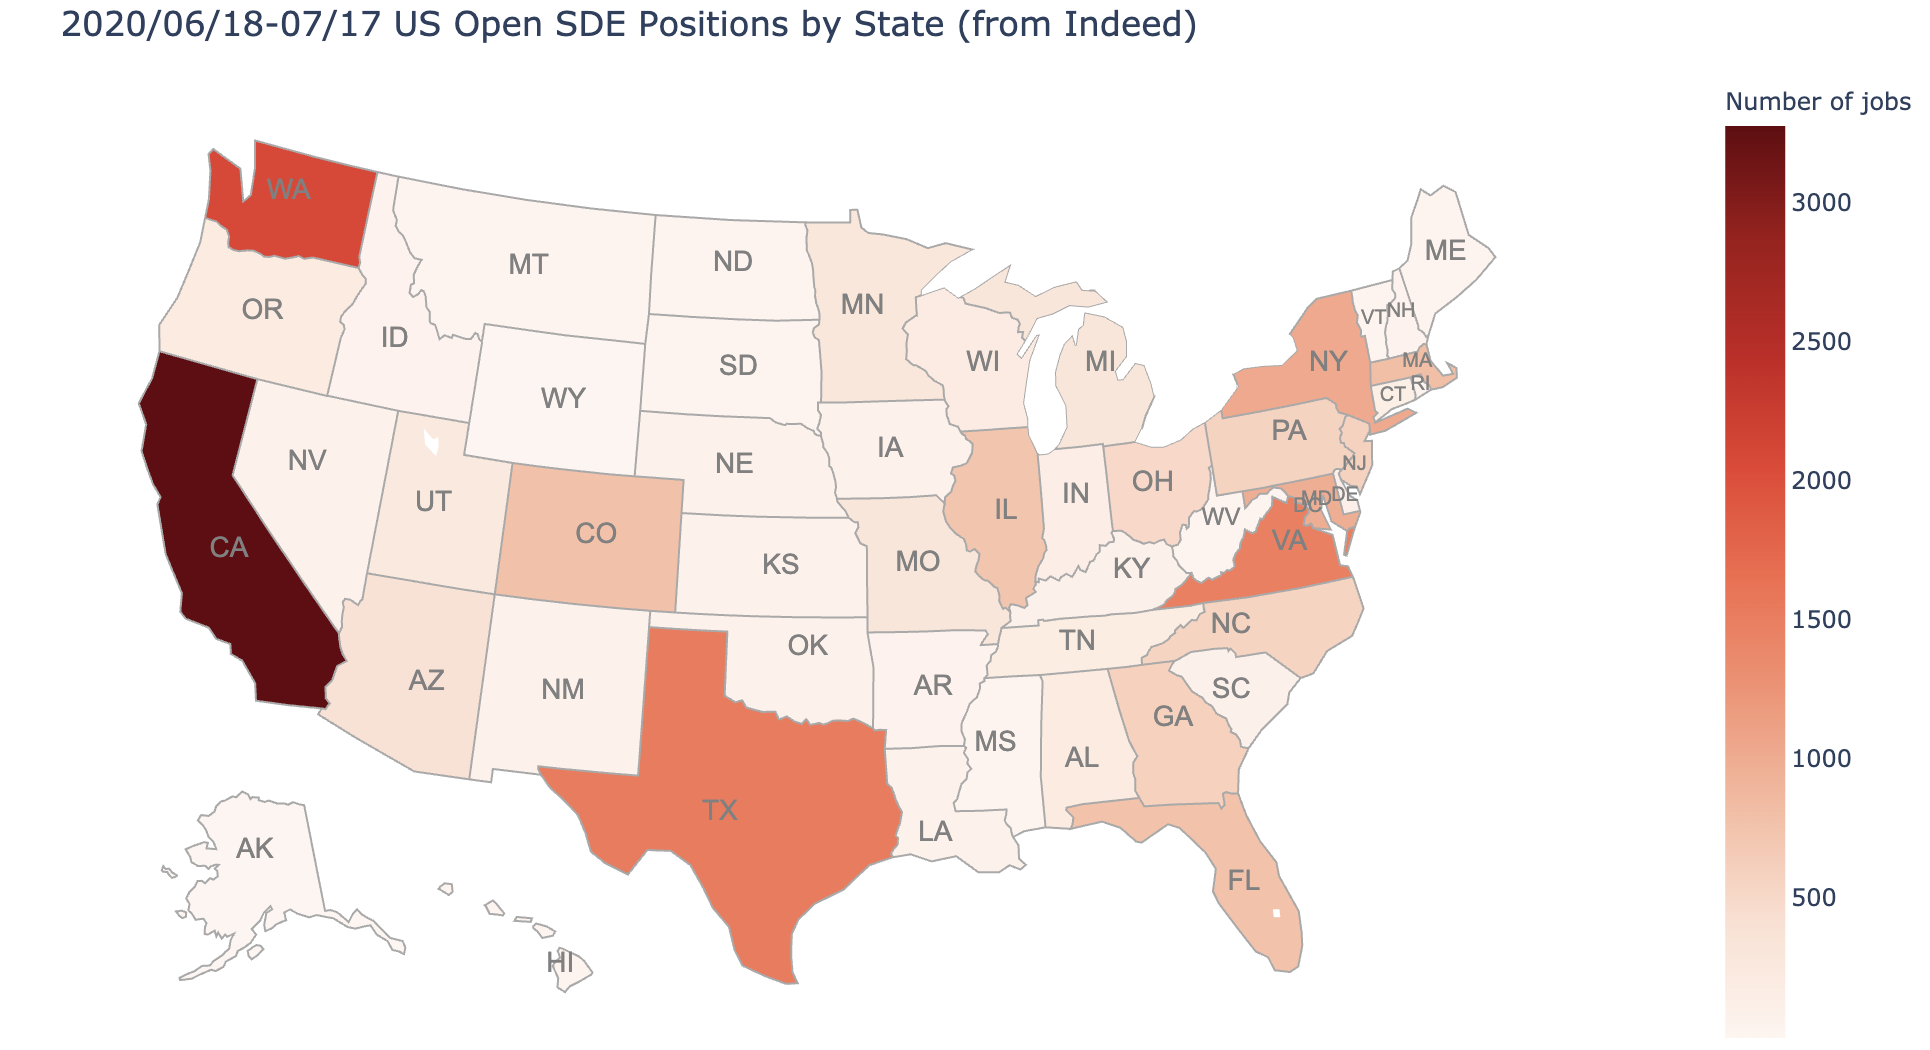 2020/06/18-07/17 US Open SDE Positions by State (from Indeed)
Number of jobs
3000
2500
2000
1500
1000
500
WA
MT
ND
MN
ME
OR
ID
SD
WI
MI
NY
VT
NH
MA
CT
RI
WY
NV
UT
CO
NE
IA
IL
IN
OH
PA
NJ
CA
KS
MO
KY
WV
VA
MD
DC
DE
AZ
NM
OK
AR
TN
NC
SC
TX
LA
MS
AL
GA
FL
AK
HI